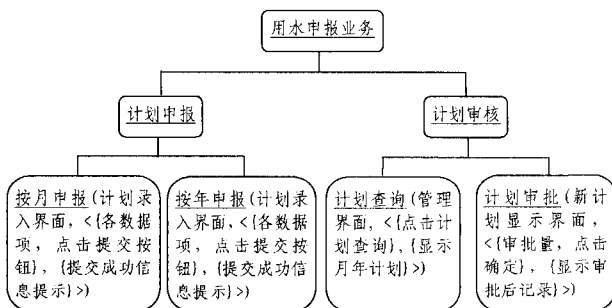 用水申报业务
计划申报
计划审核
按月申报(计划录
入界面，<{各数据
项，点击提交按
钮}，{提交成功信
息提示}>)
按年申报(计划录
入界面，<{各数据
项，点击提交按
钮}，{提交成功信
息提示}>)
计划查询(管理
界面，<{点击计
划查询}，{显示
月年计划}>)
计划审批(新计
划显示界面，
<{审批量，点击
确定}，{显示审
批后记录}>)